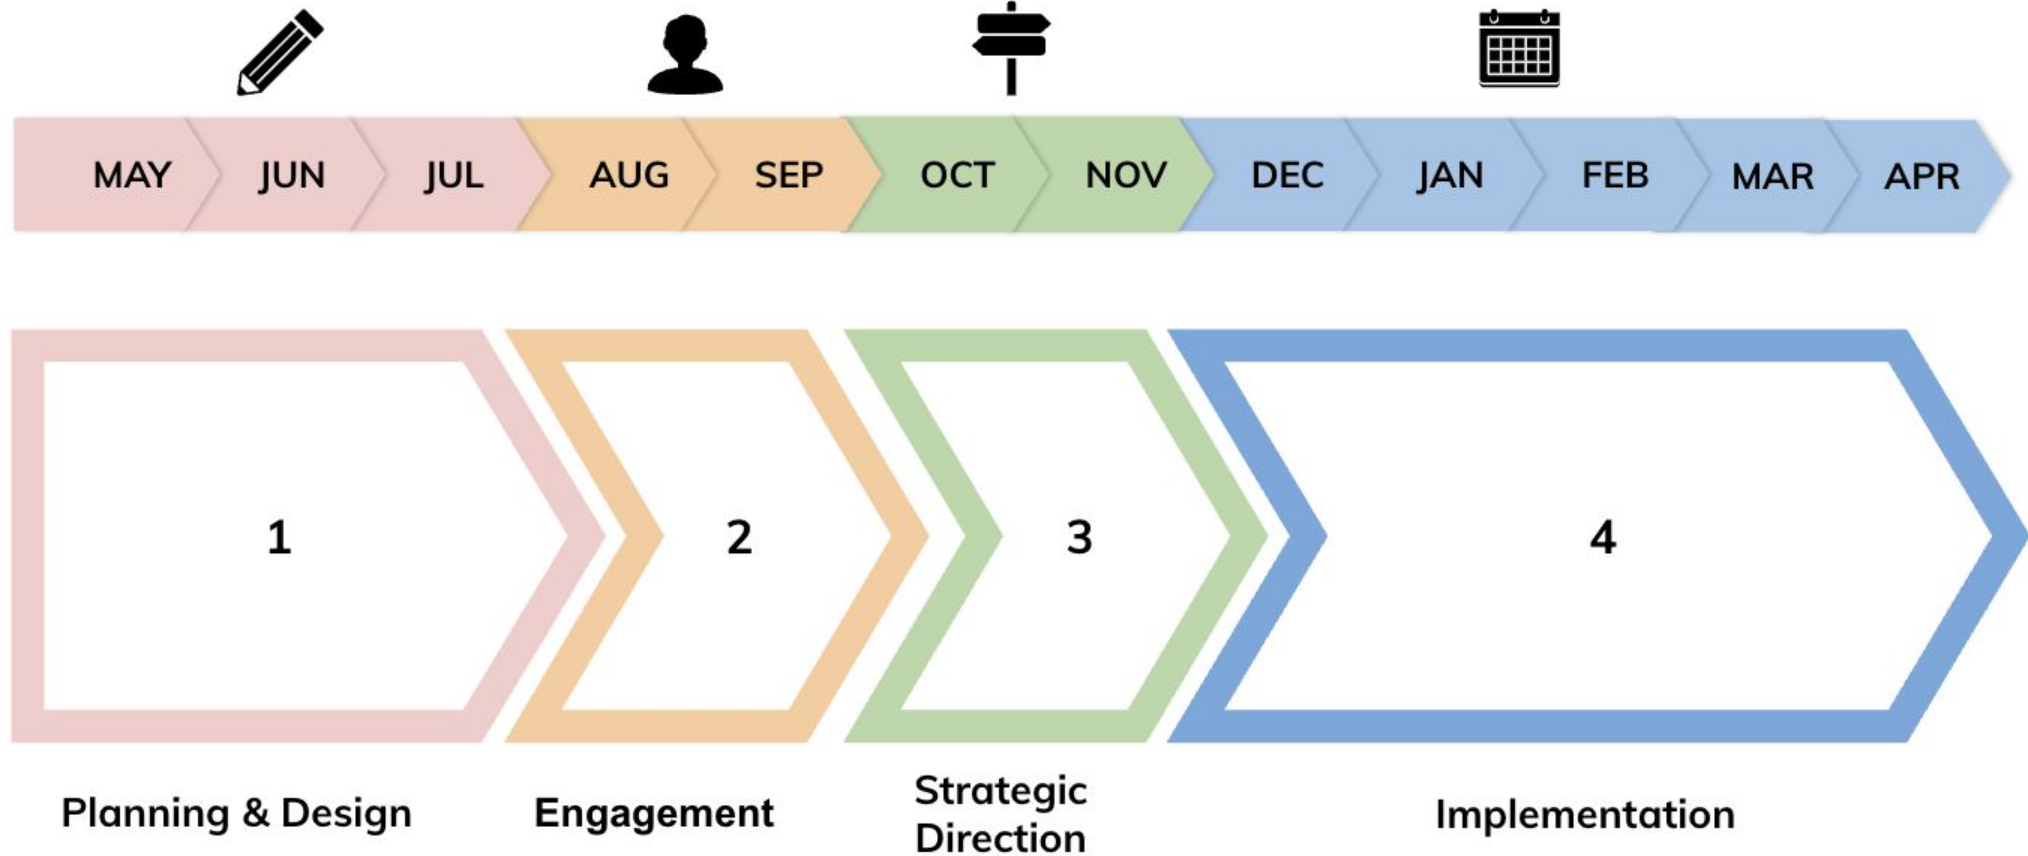 MAY JUN JUL AUG SEP OCT NOV DEC JAN FEB MAR APR
1 2 3 4
Planning & Design
Engagement
Strategic
Direction
Implementation